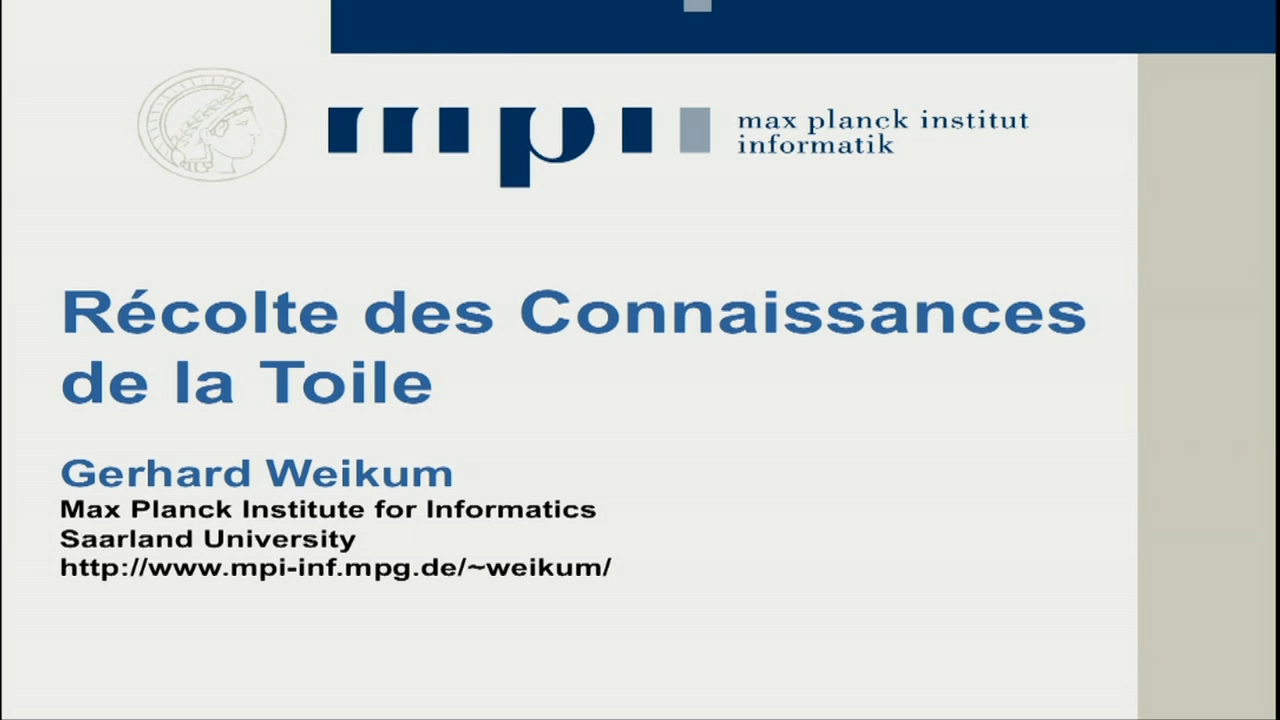 mpi
max planck institut
informatik
Récolte des Connaissances
de la Toile
Gerhard Weikum
Max Planck Institute for Informatics
Saarland University
http://www.mpi-inf.mpg.de/~weikum/